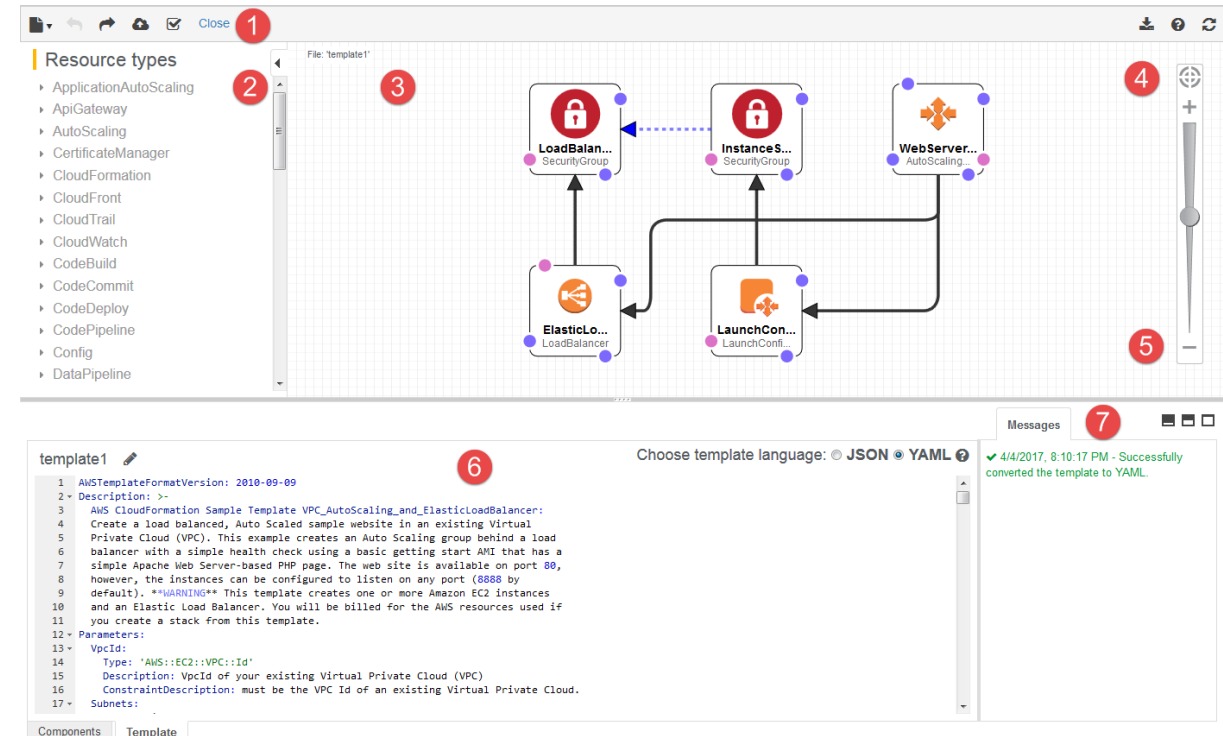 Close 1
Resource types
2
ApplicationAutoScaling
ApiGateway
AutoScaling
CertificateManager
CloudFormation
CloudFront
CloudTrail
CloudWatch
CodeBuild
CodeCommit
CodeDeploy
CodePipeline
Config
DataPipeline
File: 'template1'
3
LoadBalan...
SecurityGroup
InstanceS...
SecurityGroup
WebServer...
AutoScaling...
ElasticLo...
LoadBalancer
LaunchCon...
LaunchConfi...
4
5
template1
6
Choose template language: JSON YAML
1 AWSTemplateFormatVersion: 2010-09-09
2 Description: >-
3 AWS CloudFormation Sample Template VPC_AutoScaling_and_ElasticLoadBalancer:
4 Create a load balanced, Auto Scaled sample website in an existing Virtual
5 Private Cloud (VPC). This example creates an Auto Scaling group behind a load
6 balancer with a simple health check using a basic getting start AMI that has a
7 simple Apache Web Server-based PHP page. The web site is available on port 80,
8 however, the instances can be configured to listen on any port (8888 by
9 default). **WARNING** This template creates one or more Amazon EC2 instances
10 and an Elastic Load Balancer. You will be billed for the AWS resources used if
11 you create a stack from this template.
12 Parameters:
13 VpcId:
14 Type: 'AWS::EC2::VPC::Id'
15 Description: VpcId of your existing Virtual Private Cloud (VPC)
16 ConstraintDescription: must be the VPC Id of an existing Virtual Private Cloud.
17 Subnets:
Messages 7
4/4/2017, 8:10:17 PM - Successfully
converted the template to YAML.
Components Template